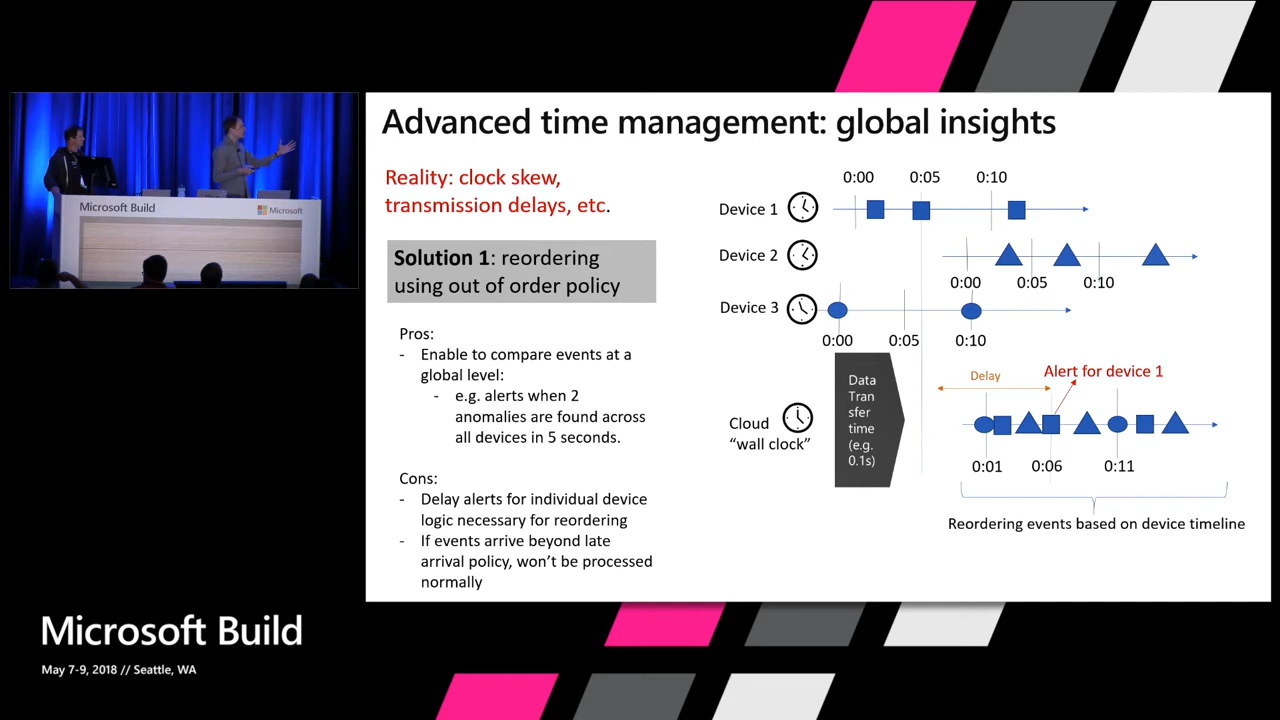 Advanced time management: global insights
Reality: clock skew,
transmission delays, etc.
Solution 1: reordering
using out of order policy
Pros:
- Enable to compare events at a
global level:
- e.g. alerts when 2
anomalies are found across
all devices in 5 seconds.
Cons:
- Delay alerts for individual device
logic necessary for reordering
- If events arrive beyond late
arrival policy, won't be processed
normally
0:00 0:05 0:10
Device 1
Device 2
0:00 0:05 0:10
Device 3
0:00 0:05 0:10
Data
Tran
sfer
time
(e.g.
0.1s)
Cloud
"wall clock"
Delay
Alert for device 1
0:01 0:06 0:11
Reordering events based on device timeline
Microsoft Build
Microsoft
Microsoft Build
May 7-9, 2018 // Seattle, WA